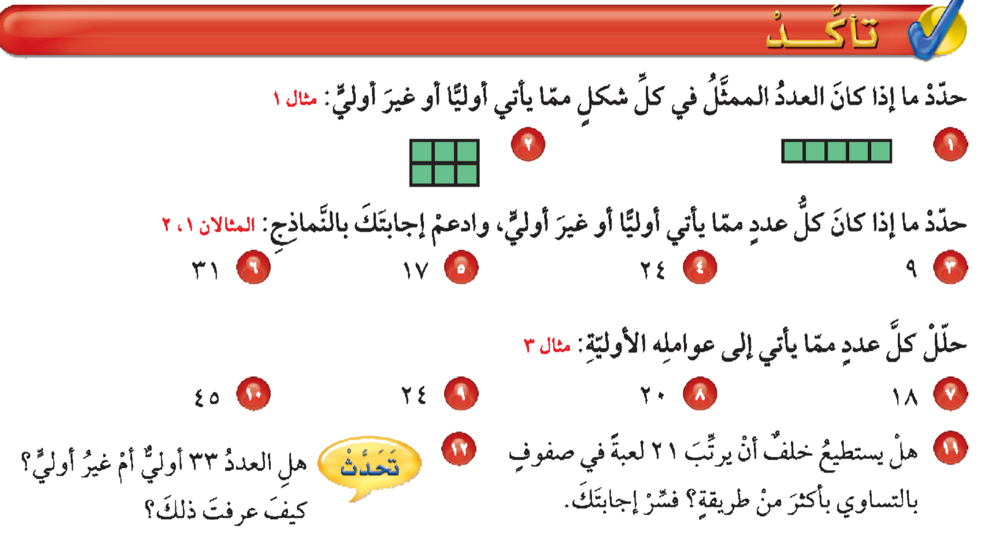 تأكَّدْ
حدّدْ ما إذا كانَ العددُ الممثَّلُ في كلِّ شكلٍ ممّا يأتي أوليًّا أو غيرَ أوليٍّ: مثال ١
١ ٢
حدّدْ ما إذا كانَ كلُّ عددٍ ممّا يأتي أوليًّا أو غيرَ أوليٍّ، وادعمْ إجابتَكَ بالنَّماذجِ: المثالان ١، ٢
٣ ٩ ٤ ٢٤ ٥ ١٧ ٦ ٣١
حلّلْ كلَّ عددٍ ممّا يأتي إلى عواملِه الأوليّةِ: مثال ٣
٧ ١٨ ٨ ٢٠ ٩ ٢٤ ١٠ ٤٥
١١ هلْ يستطيعُ خلفٌ أنْ يرتِّبَ ٢١ لعبةً في صفوفٍ
بالتساوي بأكثرَ منْ طريقةٍ؟ فسِّرْ إجابتَكَ.
١٢ تَحَدَّثْ هلِ العددُ ٣٣ أوليٌّ أمْ غيرُ أوليٍّ؟
كيفَ عرفتَ ذلكَ؟